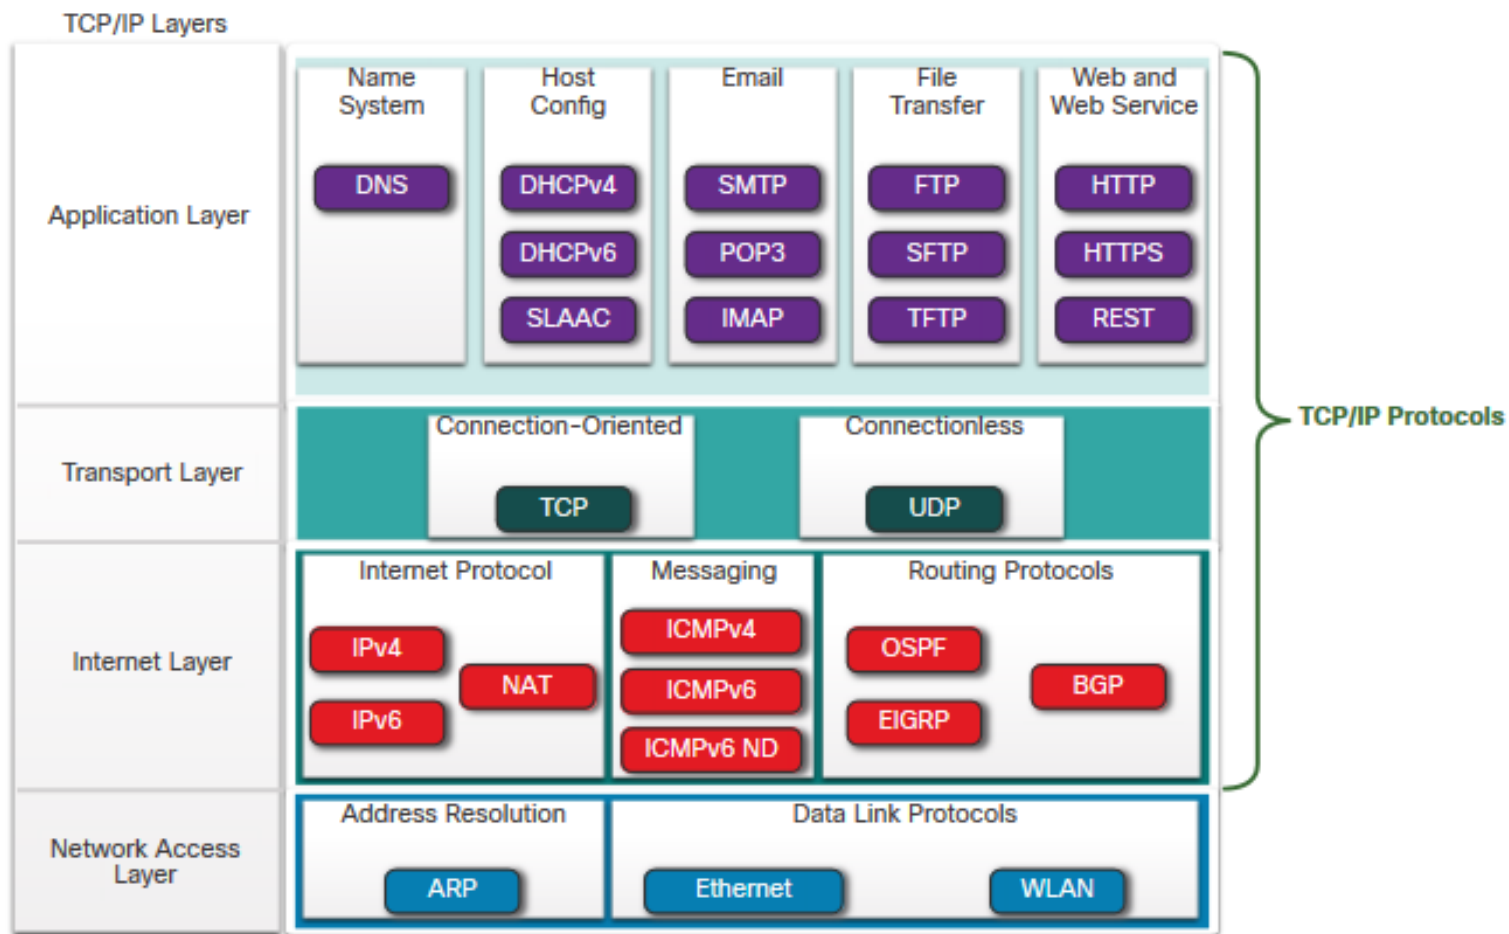 TCP/IP Layers
Application Layer
Name
System
DNS
Host
Config
DHCPv4
DHCPv6
SLAAC
Email
SMTP
POP3
IMAP
File
Transfer
FTP
SFTP
TFTP
Web and
Web Service
HTTP
HTTPS
REST
TCP/IP Protocols
Transport Layer
Connection-Oriented
TCP
Connectionless
UDP
Internet Layer
Internet Protocol
IPv4
NAT
IPv6
Messaging
ICMPv4
ICMPv6
ICMPv6 ND
Routing Protocols
OSPF
BGP
EIGRP
Network Access
Layer
Address Resolution
ARP
Data Link Protocols
Ethernet
WLAN